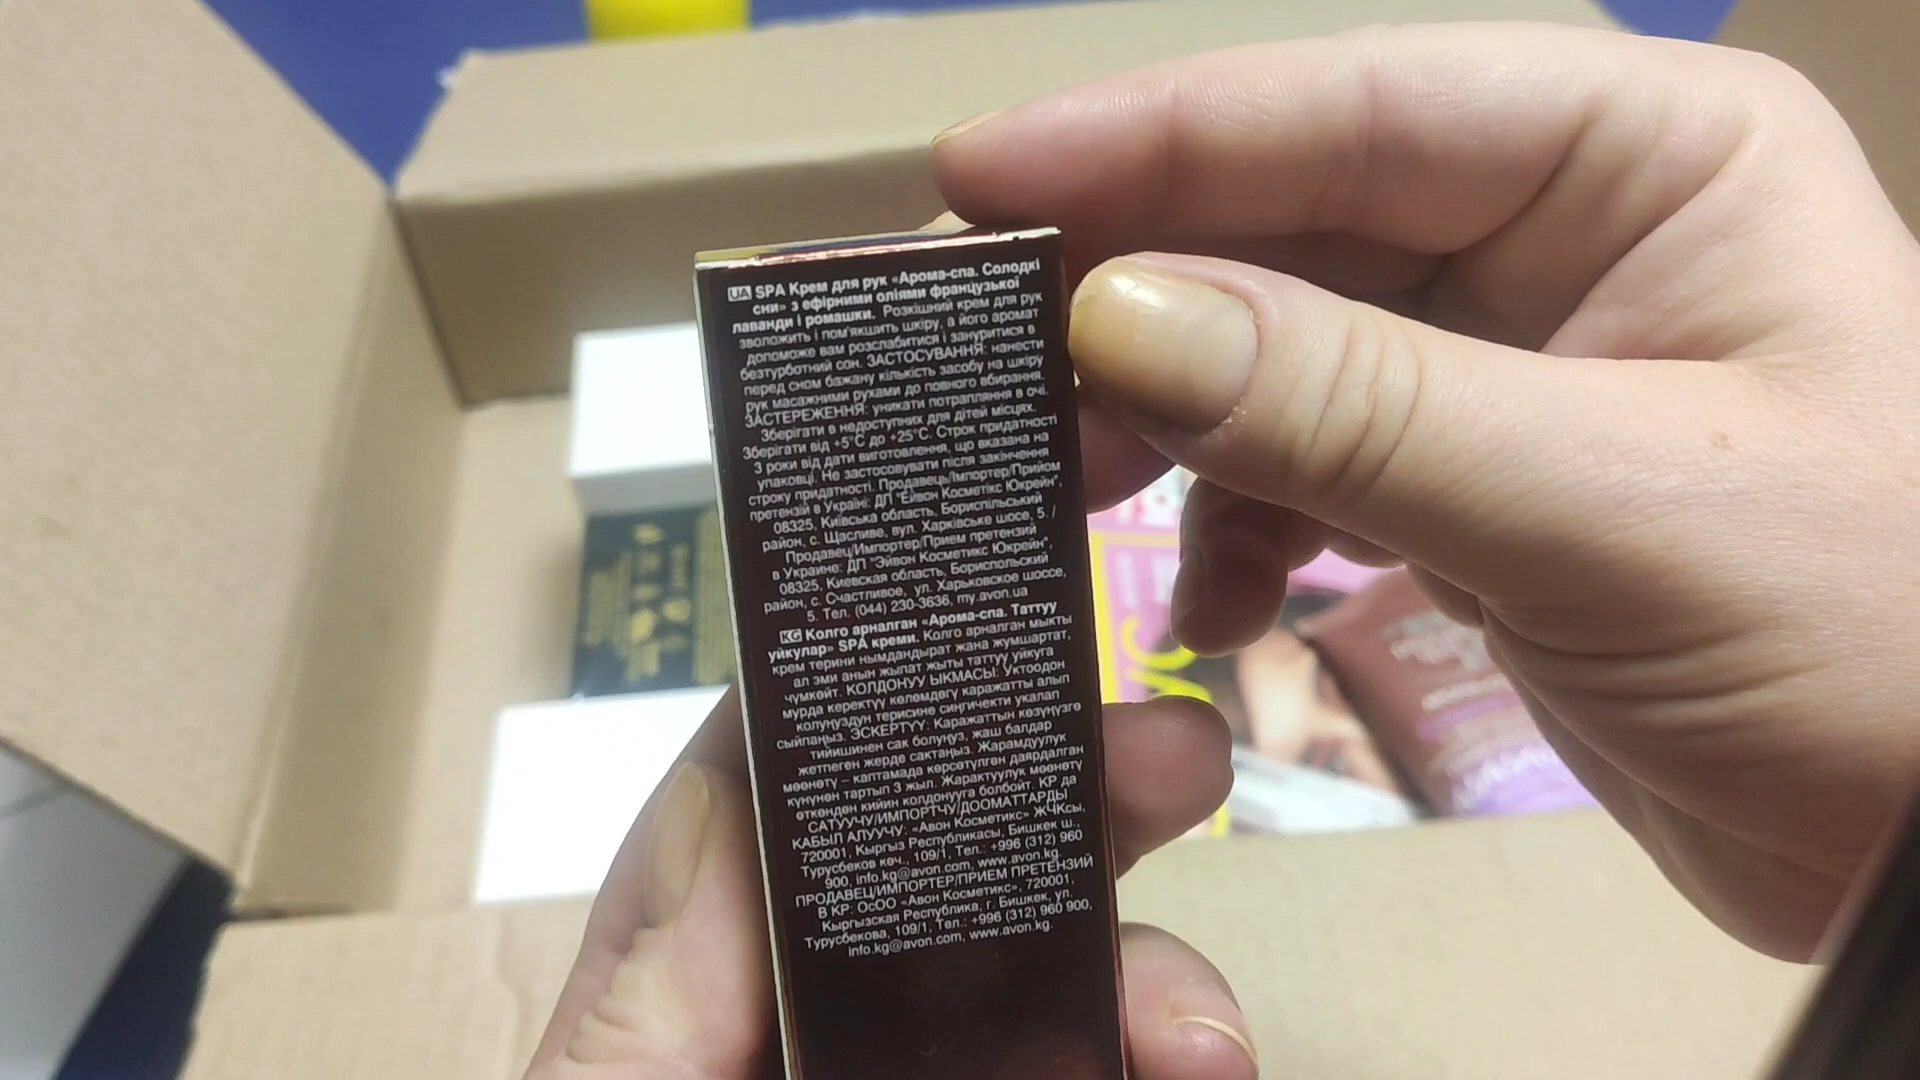 UA SPA Крем для рук «Арома-спа. Солодкі
сни» з ефірними оліями французької
лаванди і ромашки. Розкішний крем для рук
зволожить і пом'якшить шкіру, а його аромат
допоможе вам розслабитися і зануритися в
безтурботний сон. ЗАСТОСУВАННЯ: нанести
перед сном бажану кількість засобу на шкіру
рук масажними рухами до повного вбирання.
ЗАСТЕРЕЖЕННЯ: уникати потрапляння в очі.
Зберігати в недоступних для дітей місцях.
Зберігати від +5°С до +25°С. Строк придатності
3 роки від дати виготовлення, що вказана на
упаковці. Не застосовувати після закінчення
строку придатності. Продавець/Імпортер/Прийом
претензій в Україні: ДП "Ейвон Косметікс Юкрейн",
08325, Київська область, Бориспільський
район, с. Щасливе, вул. Харківське шосе, 5. /
Продавец/Импортер/Прием претензий
в Украине: ДП "Эйвон Косметикс Юкрейн",
08325, Киевская область, Бориспольский
район, с. Счастливое, ул. Харьковское шоссе,
5. Тел. (044) 230-3636, my.avon.ua
KG Колго арналган «Арома-спа. Таттуу
уйкулар» SPA креми. Колго арналган мыкты
крем терини нымдандырат жана жумшартат,
ал эми анын жыпат жыты таттуу уйкуга
чүмкөйт. КОЛДОНУУ ЫКМАСЫ: Уктоодон
мурда керектүү көлөмдөгү каражатты алып
колуңуздун терисине сиңгичекти укалап
сыйпаңыз. ЭСКЕРТҮҮ: Каражаттын көзүңүзгө
тийишинен сак болуңуз, жаш балдар
жетпеген жерде сактаңыз. Жарамдуулук
мөөнөтү – каптамада көрсөтүлгөн даярдалган
күнүнөн тартып 3 жыл. Жарактуулук мөөнөтү
өткөндөн кийин колдонууга болбойт. КР да
САТУУЧУ/ИМПОРТЧУ/ДООМАТТАРДЫ
КАБЫЛ АЛУУЧУ: «Авон Косметикс» ЖЧКсы,
720001, Кыргыз Республикасы, Бишкек ш.,
Турусбеков көч., 109/1, Тел.: +996 (312) 960
900, info.kg@avon.com, www.avon.kg.
ПРОДАВЕЦ/ИМПОРТЕР/ПРИЕМ ПРЕТЕНЗИЙ
В КР: ОсОО «Авон Косметикс», 720001,
Кыргызская Республика, г. Бишкек, ул.
Турусбекова, 109/1, Тел.: +996 (312) 960 900,
info.kg@avon.com, www.avon.kg.